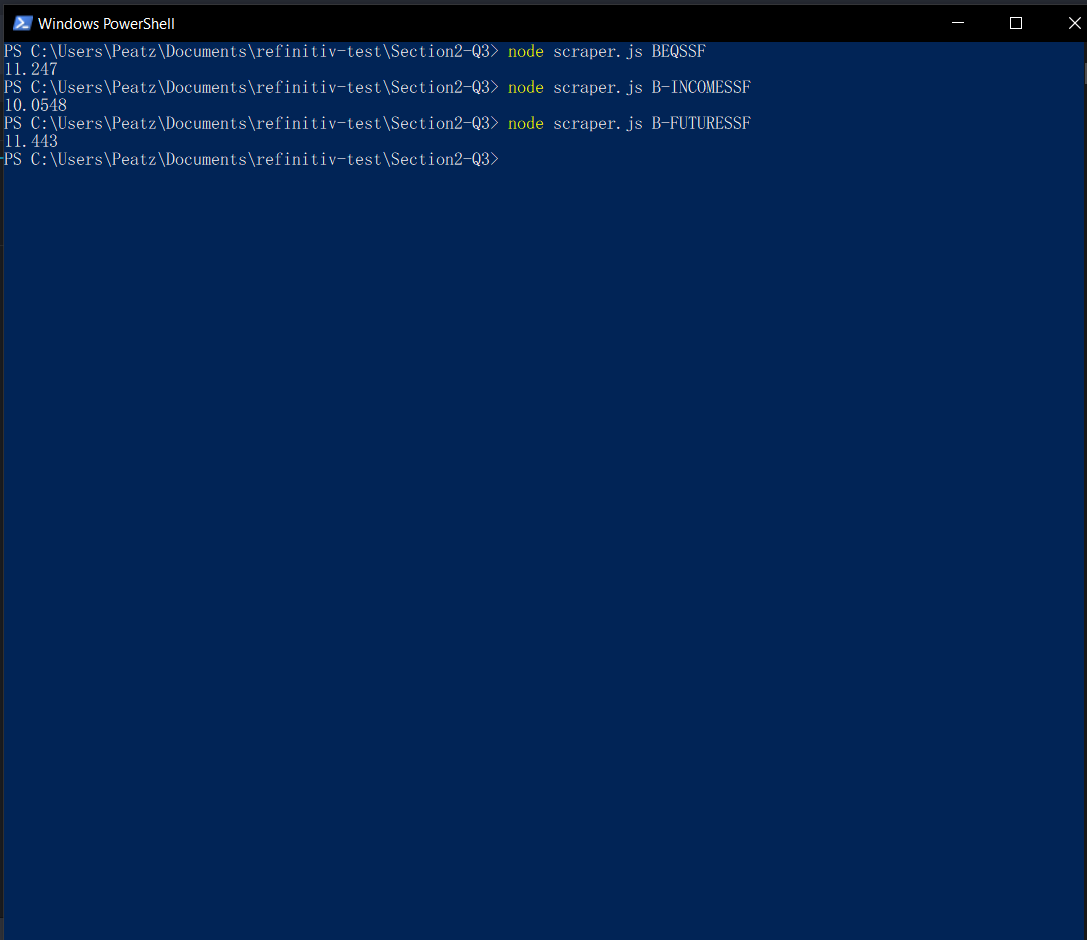 Windows PowerShell
PS C:\Users\Peatz\Documents\refinitiv-test\Section2-Q3> node scraper.js BEQSSF
11.247
PS C:\Users\Peatz\Documents\refinitiv-test\Section2-Q3> node scraper.js B-INCOMESSF
10.0548
PS C:\Users\Peatz\Documents\refinitiv-test\Section2-Q3> node scraper.js B-FUTURESSF
11.443
PS C:\Users\Peatz\Documents\refinitiv-test\Section2-Q3>